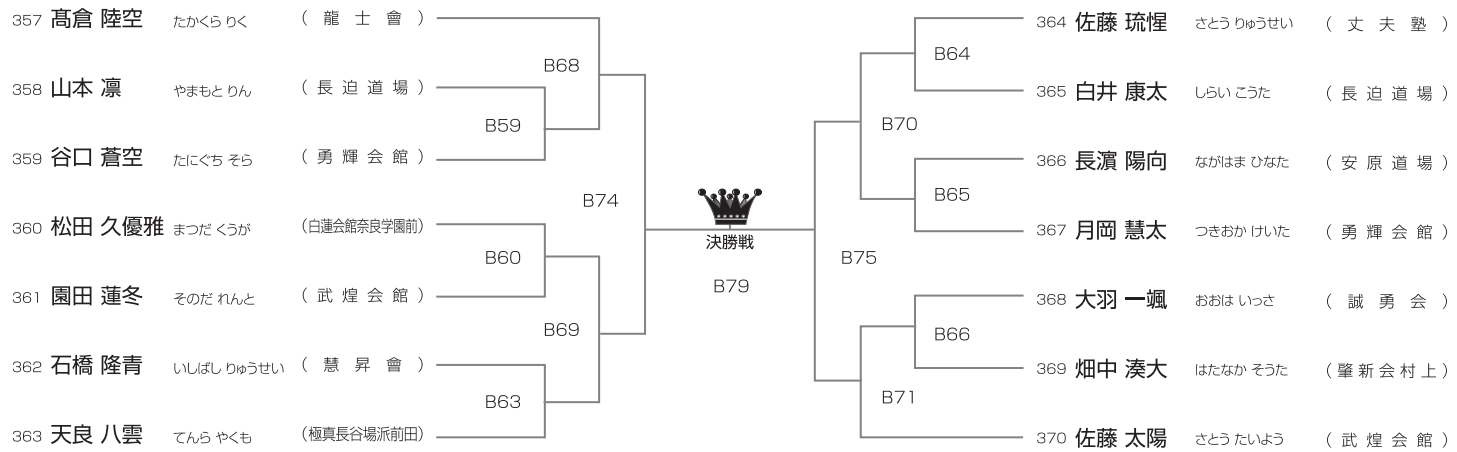 357 髙倉 陸空 たかくら りく （龍士會）
B68
358 山本 凛 やまもと りん （長迫道場）
B59
359 谷口 蒼空 たにぐち そら （勇輝会館）
B74
360 松田 久優雅 まつだ くうが （白蓮会館奈良学園前）
B60
361 園田 蓮冬 そのだ れんと （武煌会館）
B69
362 石橋 隆青 いしばし りゅうせい （慧昇會）
B63
363 天良 八雲 てんら やくも （極真長谷場派前田）
決勝戦
B79
364 佐藤 琉惺 さとう りゅうせい （丈夫塾）
B64
365 白井 康太 しらい こうた （長迫道場）
B70
366 長濵 陽向 ながはま ひなた （安原道場）
B65
367 月岡 慧太 つきおか けいた （勇輝会館）
B75
368 大羽 一颯 おおは いっさ （誠勇会）
B66
369 畑中 湊大 はたなか そうた （肇新会村上）
B71
370 佐藤 太陽 さとう たいよう （武煌会館）